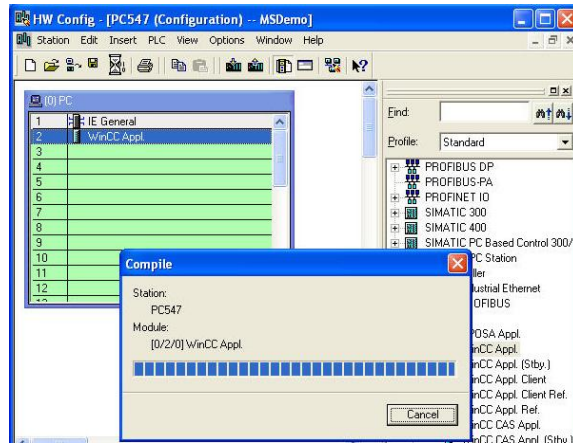 HW Config - [PC547 (Configuration) -- MSDemo]
Station Edit Insert PLC View Options Window Help
(0) PC
1 IE General
2 WinCC Appl.
3
4
5
6
7
8
9
10
11
12
Find:
Profile: Standard
PROFIBUS DP
PROFIBUS-PA
PROFINET IO
SIMATIC 300
SIMATIC 400
SIMATIC PC Based Control 300/
PC Station
ller
dustrial Ethernet
OFIBUS
POSA Appl.
inCC Appl.
inCC Appl. (Stby.)
inCC Appl. Client
inCC Appl. Client Ref.
inCC Appl. Ref.
inCC CAS Appl.
inCC CAS Appl. (Stby.)
Compile
Station:
PC547
Module:
[0/2/0] WinCC Appl.
Cancel